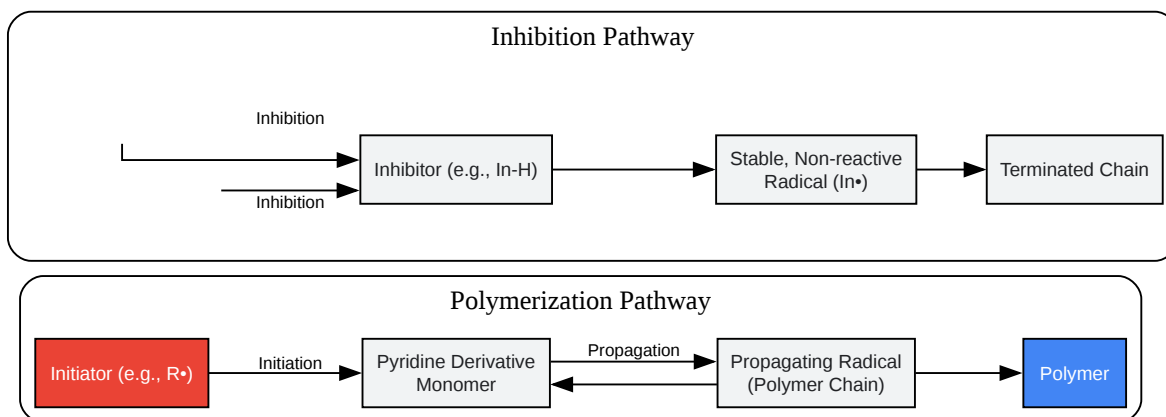 Inhibition Pathway
Inhibition
Inhibitor (e.g., In-H)
Stable, Non-reactive
Radical (In•)
Terminated Chain
Inhibition
Polymerization Pathway
Initiator (e.g., R•)
Initiation
Pyridine Derivative
Monomer
Propagation
Propagating Radical
(Polymer Chain)
Polymer